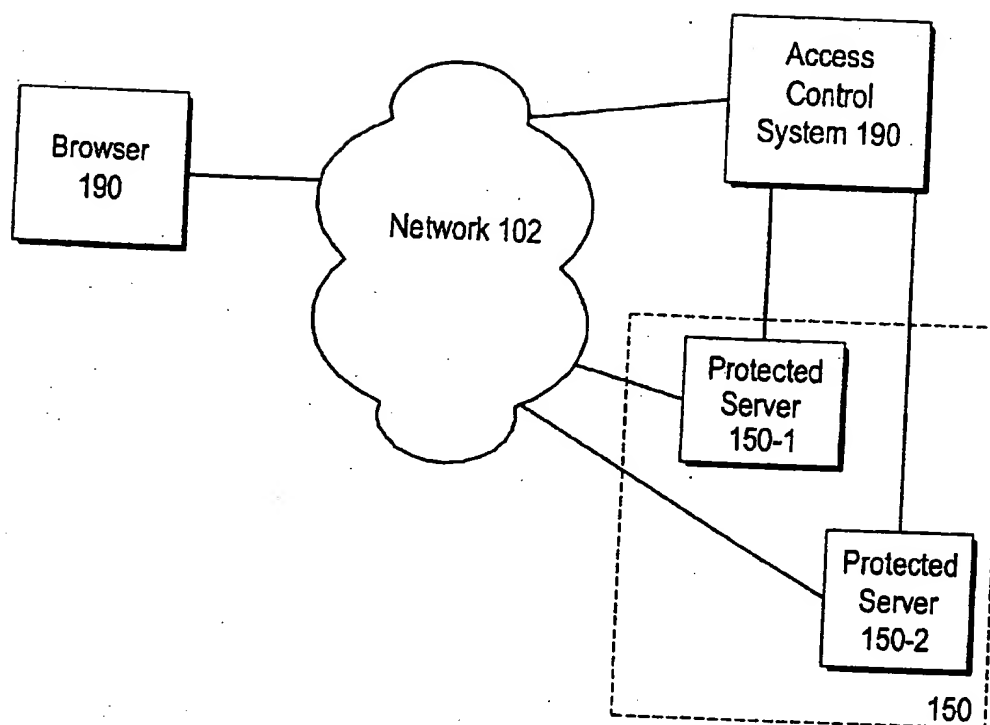 Browser
190
Network 102
Access
Control
System 190
Protected
Server
150-1
Protected
Server
150-2
150